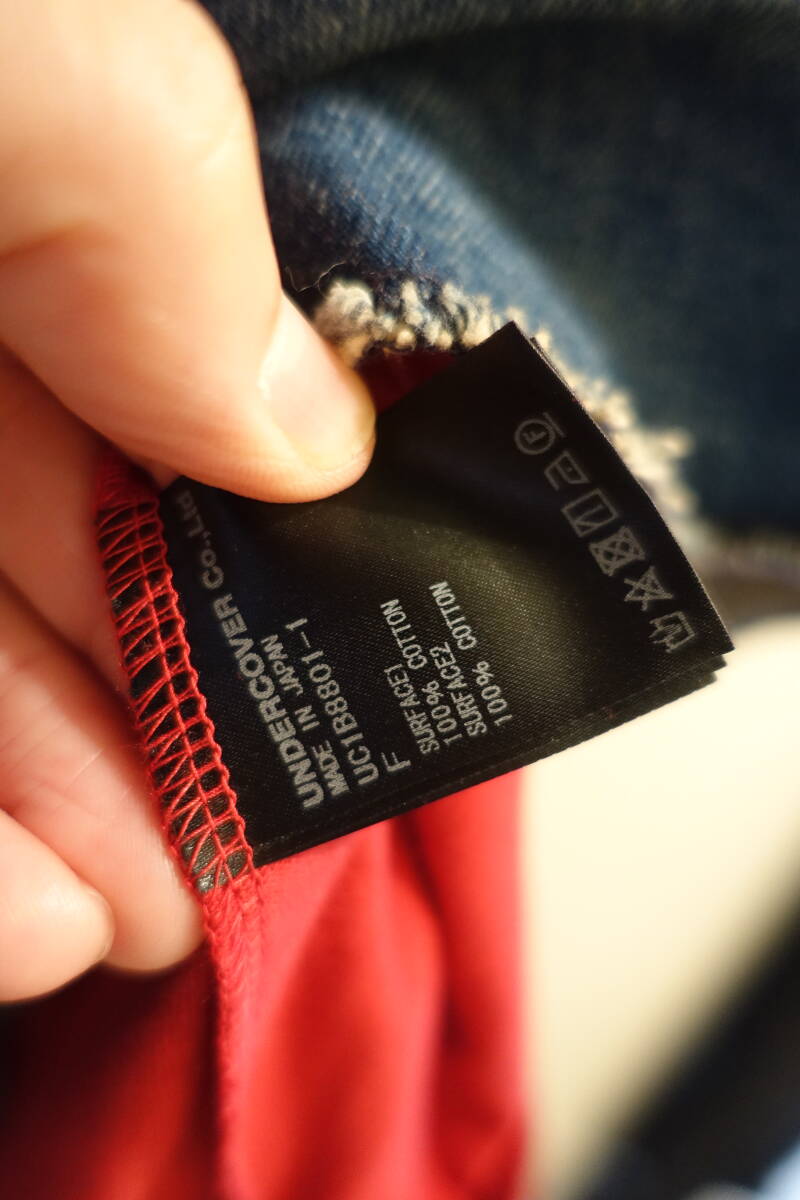 UNDERCOVER Co.,Ltd
MADE IN JAPAN
UC1B8801-1
F
SURFACE1
100% COTTON
SURFACE2
100% COTTON
F